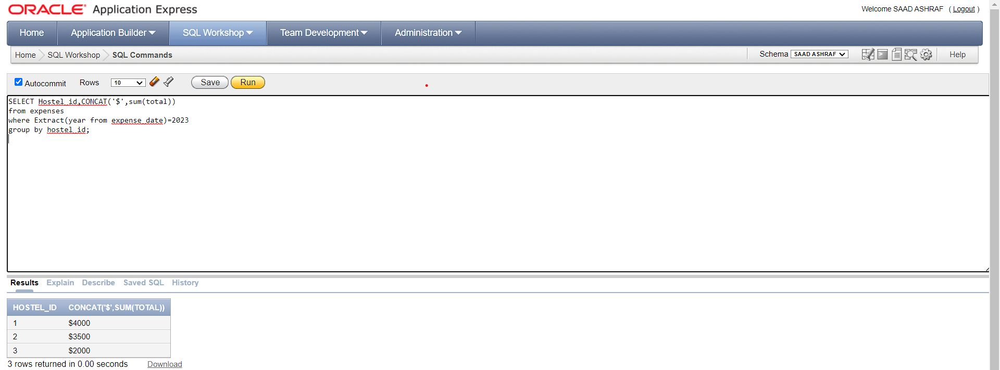 ORACLE® Application Express
Welcome SAAD ASHRAF ( Logout )
Home Application Builder SQL Workshop Team Development Administration
Home SQL Workshop SQL Commands Schema SAAD ASHRAF Help
Autocommit Rows 10 Save Run
SELECT Hostel_id,CONCAT('$',sum(total))
from expenses
where Extract(year from expense_date)=2023
group by hostel_id;
Results Explain Describe Saved SQL History
HOSTEL_ID CONCAT('$',SUM(TOTAL))
1 $4000
2 $3500
3 $2000
3 rows returned in 0.00 seconds Download